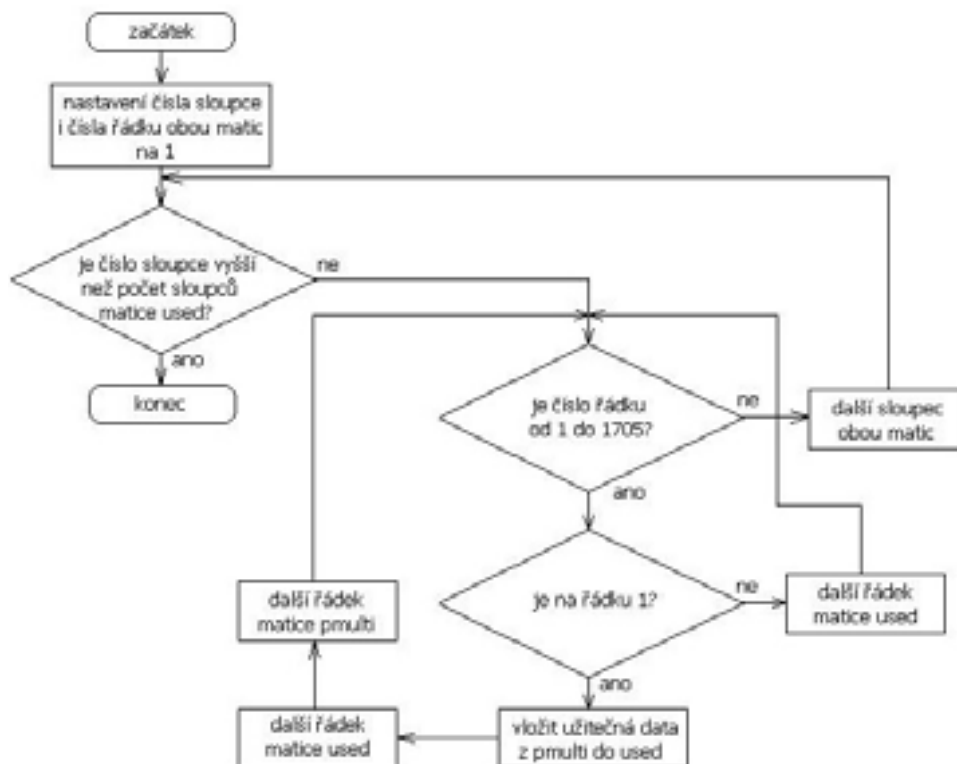 začátek
nastavení čísla sloupce
i čísla řádku obou matic
na 1
je číslo sloupce vyšší
než počet sloupců
matice used?
ne
ano
konec
je číslo řádku
od 1 do 1705?
ne
další sloupec
obou matic
ano
je na řádku 1?
ne
další řádek
matice used
další řádek
matice pmulti
ano
další řádek
matice used
vložit užitečná data
z pmulti do used